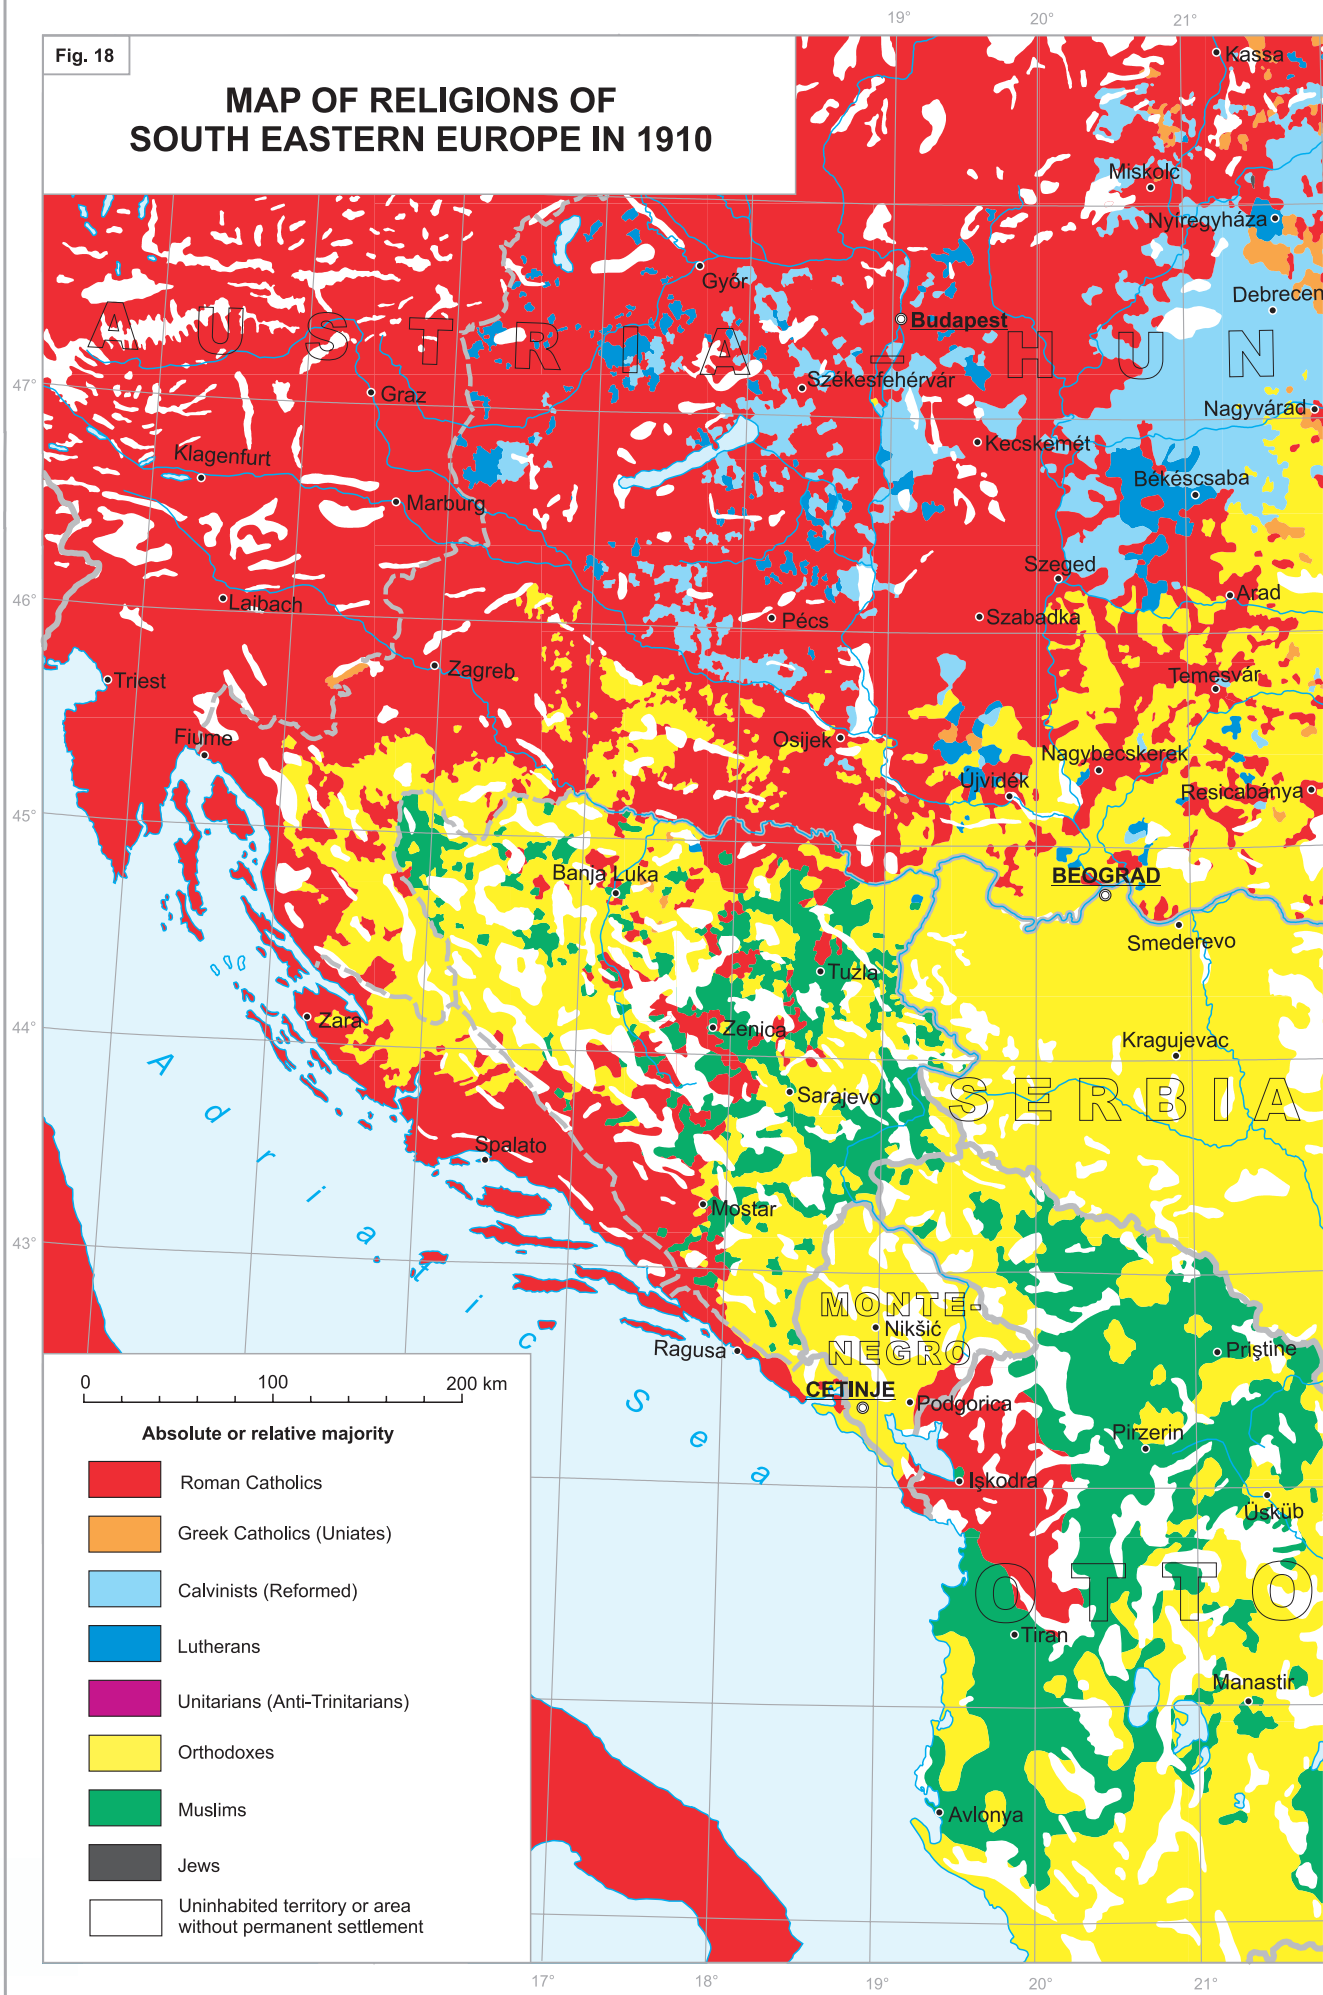 19°
20°
21°
Fig. 18
MAP OF RELIGIONS OF
SOUTH EASTERN EUROPE IN 1910
Kassa
Miskolc
Nyíregyháza
Győr
Debrecen
Budapest
AUSTRIA – HUN
Székesfehérvár
47°
Graz
Nagyvárad
Kecskemét
Klagenfurt
Békéscsaba
Marburg
Szeged
46°
Laibach
Arad
Pécs
Szabadka
Zagreb
Triest
Temesvár
Fiume
Osijek
Nagybecskerek
Újvidék
Resicabánya
45°
Banja Luka
BEOGRAD
Smederevo
Tuzla
44°
Zara
Zenica
Kragujevac
Sarajevo
SERBIA
Adriatic Sea
Spalato
Mostar
43°
MONTE-
NEGRO
Nikšić
Ragusa
Priştine
CETINJE
Podgorica
Pirzerin
Işkodra
Üsküb
OTTO
Tiran
Manastir
Avlonya
0 100 200 km
Absolute or relative majority
Roman Catholics
Greek Catholics (Uniates)
Calvinists (Reformed)
Lutherans
Unitarians (Anti-Trinitarians)
Orthodoxes
Muslims
Jews
Uninhabited territory or area
without permanent settlement
17°
18°
19°
20°
21°